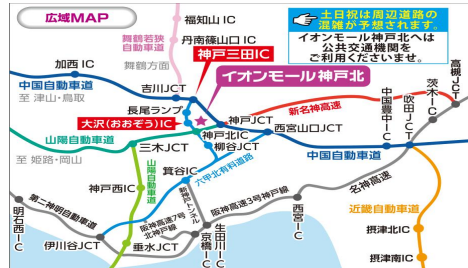 広域MAP
土日祝は周辺道路の
混雑が予想されます。
イオンモール神戸北へは
公共交通機関を
ご利用くださいませ。
舞鶴若狭
自動車道
舞鶴方面
福知山IC
丹南篠山口IC
神戸三田IC
イオンモール神戸北
加西IC
中国自動車道
至 津山・鳥取
吉川JCT
長尾ランプ
大沢(おおぞう)IC
神戸JCT
新名神高速
高槻JCT
茨木IC
吹田JCT
中国豊中IC
神戸北IC
西宮山口JCT
柳谷JCT
中国自動車道
山陽自動車道
至 姫路・岡山
三木JCT
山陽自動車道
六甲北有料道路
箕谷IC
神戸西IC
新神戸トンネル
名神高速
近畿自動車道
第二神明自動車道
阪神高速7号
北神戸線
阪神高速3号神戸線
西宮IC
明石西IC
伊川谷JCT
垂水JCT
京橋IC
生田川IC
摂津北IC
摂津南IC